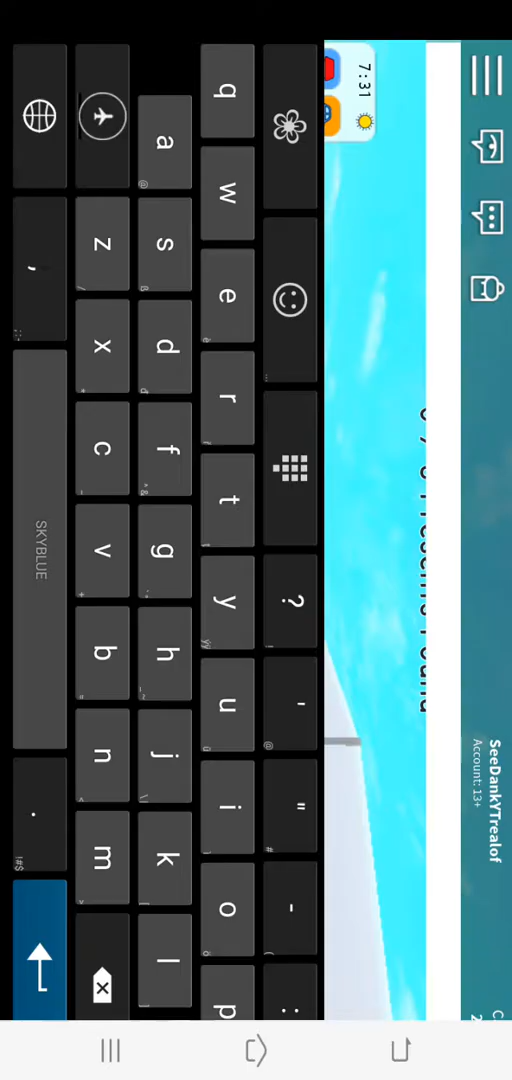 SeeDankYTrealof
Account: 13+
7:31
? ' " - :
q w e r t y u i o p
a s d f g h j k l
z x c v b n m
, SKYBLUE .